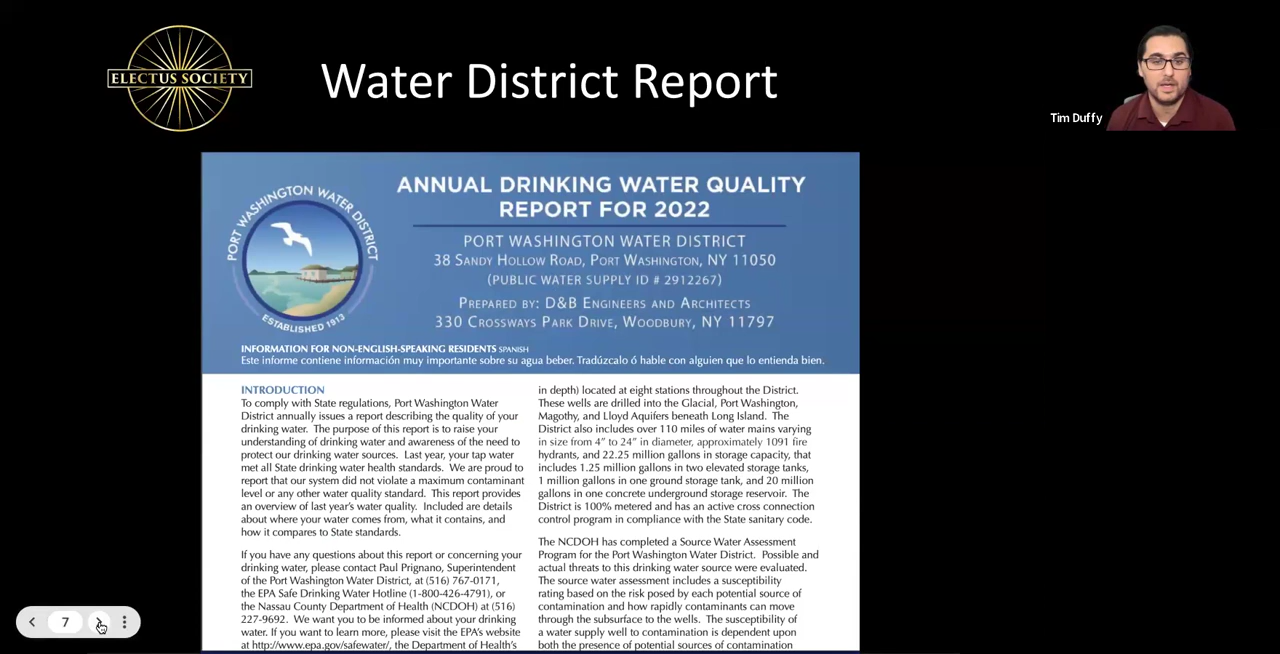 ELECTUS SOCIETY
Water District Report
Tim Duffy
PORT WASHINGTON WATER DISTRICT
ESTABLISHED 1913
ANNUAL DRINKING WATER QUALITY
REPORT FOR 2022
PORT WASHINGTON WATER DISTRICT
38 SANDY HOLLOW ROAD, PORT WASHINGTON, NY 11050
(PUBLIC WATER SUPPLY ID # 2912267)
PREPARED BY: D&B ENGINEERS AND ARCHITECTS
330 CROSSWAYS PARK DRIVE, WOODBURY, NY 11797
INFORMATION FOR NON-ENGLISH-SPEAKING RESIDENTS SPANISH
Este informe contiene información muy importante sobre su agua beber. Tradúzcalo ó hable con alguien que lo entienda bien.
INTRODUCTION
To comply with State regulations, Port Washington Water
District annually issues a report describing the quality of your
drinking water. The purpose of this report is to raise your
understanding of drinking water and awareness of the need to
protect our drinking water sources. Last year, your tap water
met all State drinking water health standards. We are proud to
report that our system did not violate a maximum contaminant
level or any other water quality standard. This report provides
an overview of last year's water quality. Included are details
about where your water comes from, what it contains, and
how it compares to State standards.
If you have any questions about this report or concerning your
drinking water, please contact Paul Prignano, Superintendent
of the Port Washington Water District, at (516) 767-0171,
the EPA Safe Drinking Water Hotline (1-800-426-4791), or
the Nassau County Department of Health (NCDOH) at (516)
227-9692. We want you to be informed about your drinking
water. If you want to learn more, please visit the EPA's website
at http://www.epa.gov/safewater/, the Department of Health's
in depth) located at eight stations throughout the District.
These wells are drilled into the Glacial, Port Washington,
Magothy, and Lloyd Aquifers beneath Long Island. The
District also includes over 110 miles of water mains varying
in size from 4" to 24" in diameter, approximately 1091 fire
hydrants, and 22.25 million gallons in storage capacity, that
includes 1.25 million gallons in two elevated storage tanks,
1 million gallons in one ground storage tank, and 20 million
gallons in one concrete underground storage reservoir. The
District is 100% metered and has an active cross connection
control program in compliance with the State sanitary code.
The NCDOH has completed a Source Water Assessment
Program for the Port Washington Water District. Possible and
actual threats to this drinking water source were evaluated.
The source water assessment includes a susceptibility
rating based on the risk posed by each potential source of
contamination and how rapidly contaminants can move
through the subsurface to the wells. The susceptibility of
a water supply well to contamination is dependent upon
both the presence of potential sources of contamination
7